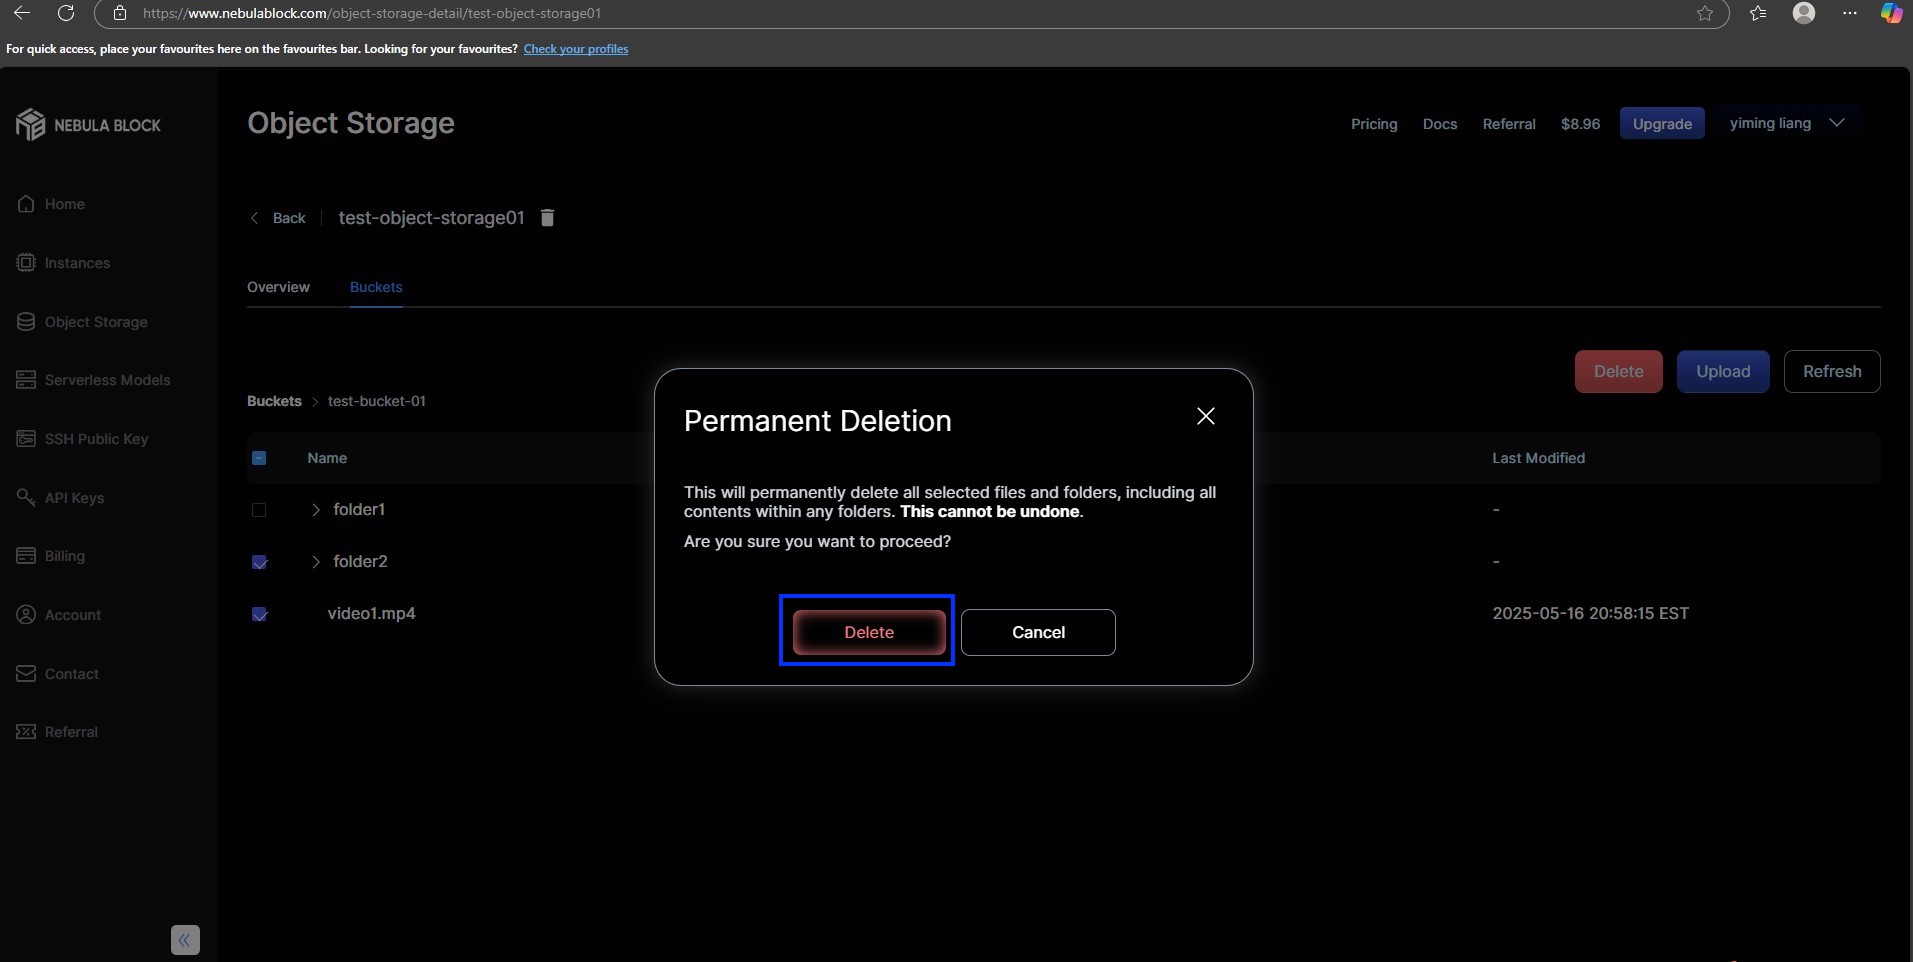 https://www.nebulablock.com/object-storage-detail/test-object-storage01
For quick access, place your favourites here on the favourites bar. Looking for your favourites? Check your profiles
NEBULA BLOCK
Object Storage
Pricing Docs Referral $8.96 Upgrade yiming liang
Home
Instances
Object Storage
Serverless Models
SSH Public Key
API Keys
Billing
Account
Contact
Referral
Back test-object-storage01
Overview Buckets
Delete Upload Refresh
Buckets > test-bucket-01
Name Last Modified
folder1 -
folder2 -
video1.mp4 2025-05-16 20:58:15 EST
Permanent Deletion
This will permanently delete all selected files and folders, including all
contents within any folders. This cannot be undone.
Are you sure you want to proceed?
Delete Cancel